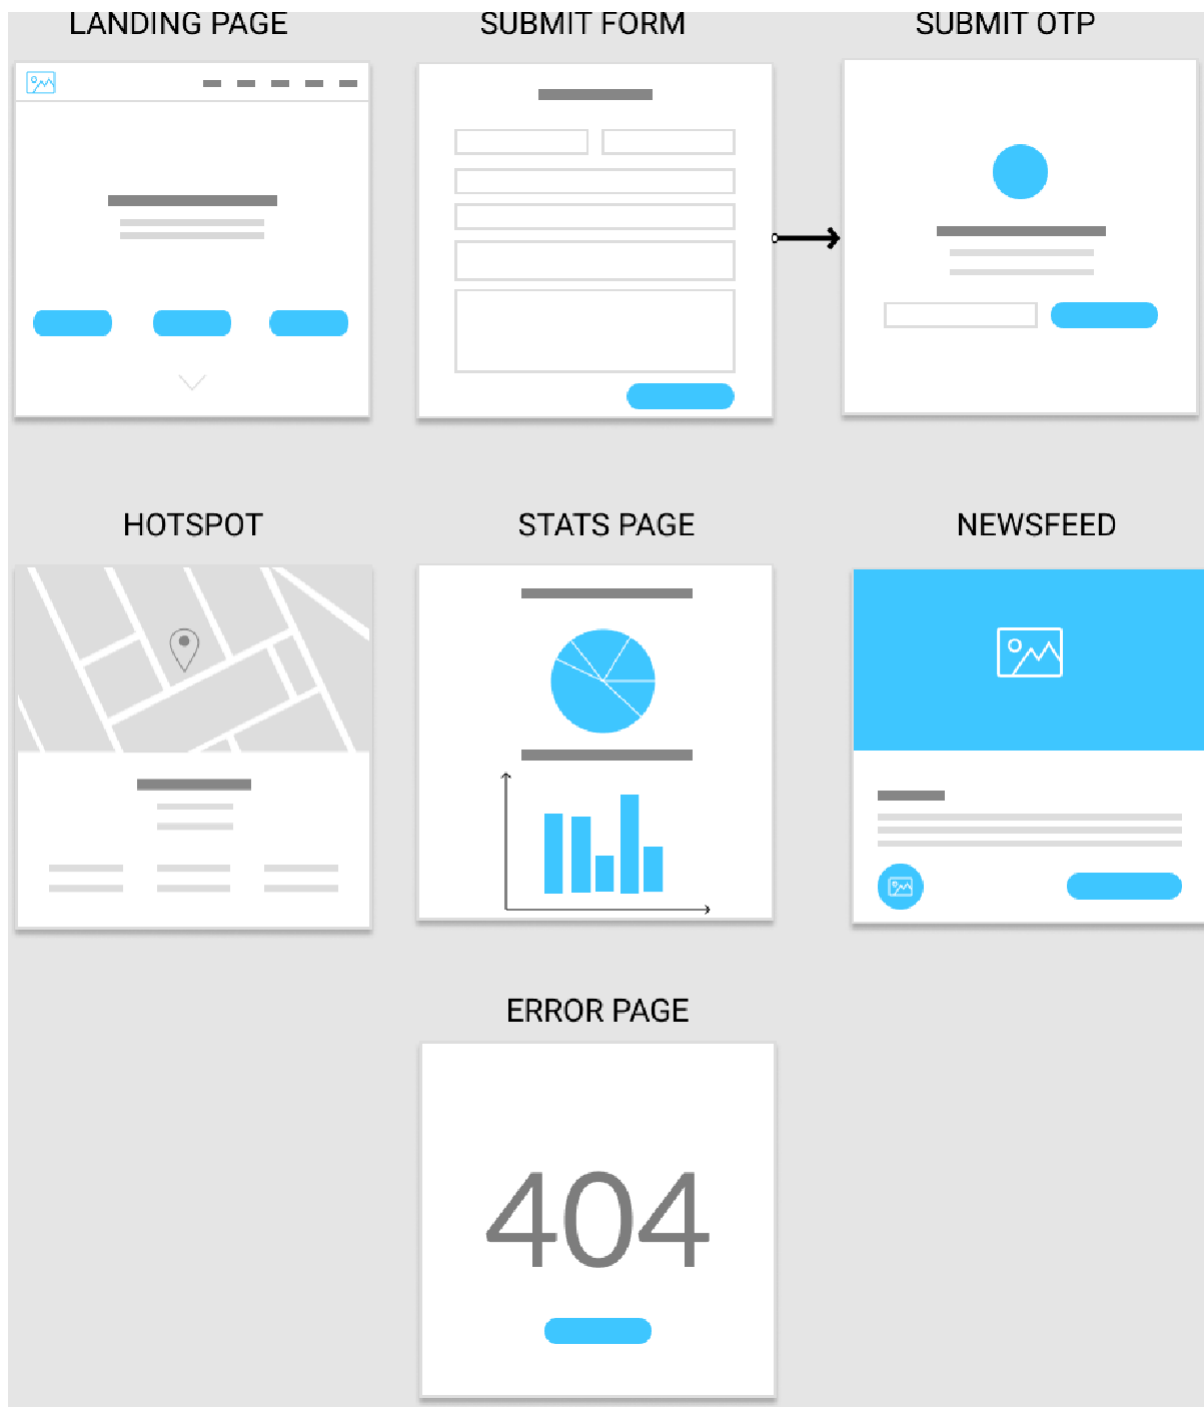 LANDING PAGE
SUBMIT FORM
SUBMIT OTP
HOTSPOT
STATS PAGE
NEWSFEED
ERROR PAGE
404